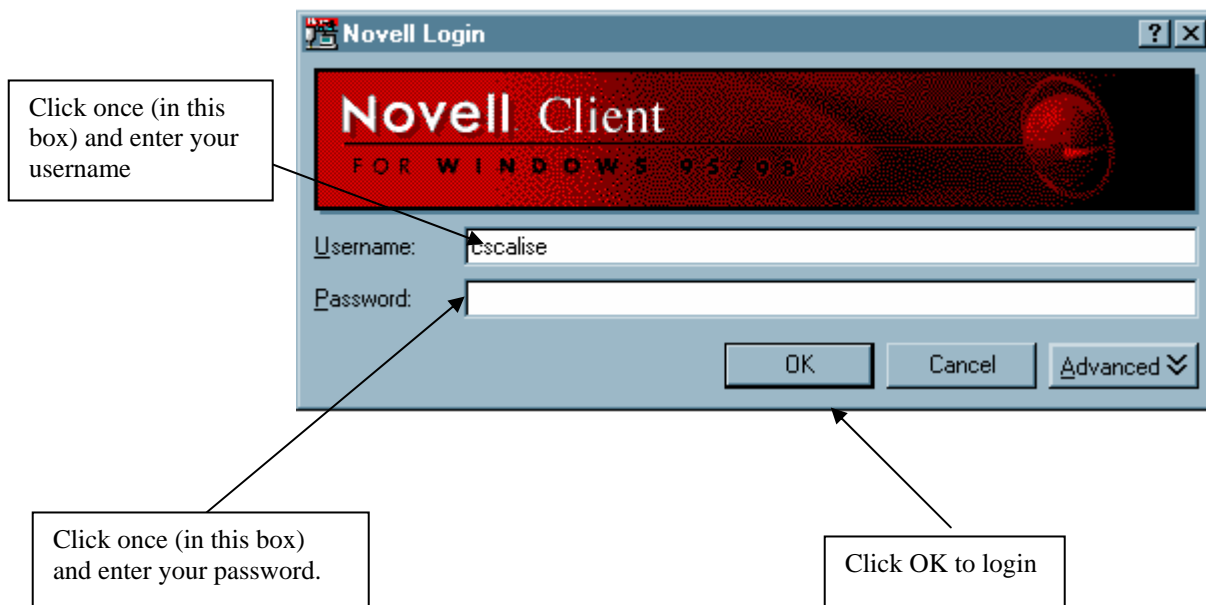 Novell Login
Click once (in this
box) and enter your
username
Novell Client
FOR WINDOWS 95/98
Username:
cscalise
Password:
OK
Cancel
Advanced
Click once (in this box)
and enter your password.
Click OK to login